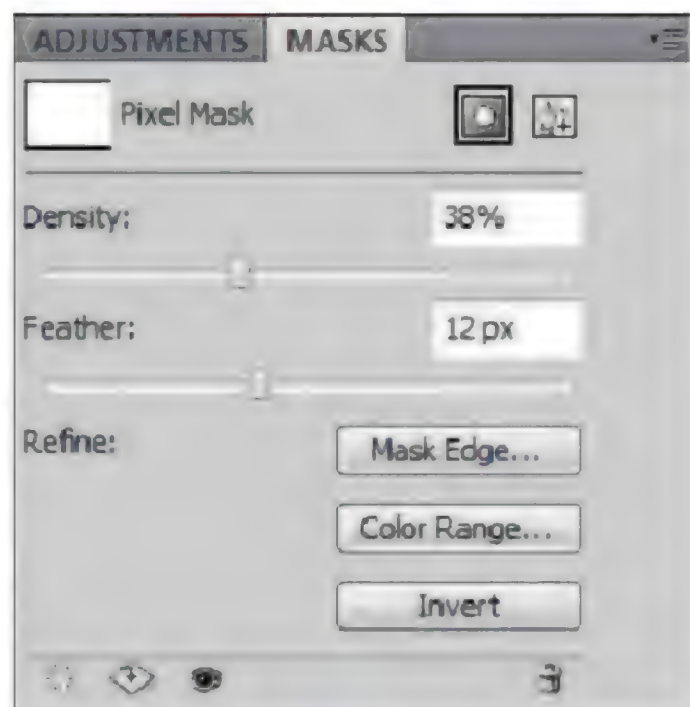 ADJUSTMENTS MASKS
Pixel Mask
Density: 38%
Feather: 12 px
Refine: Mask Edge...
Color Range...
Invert